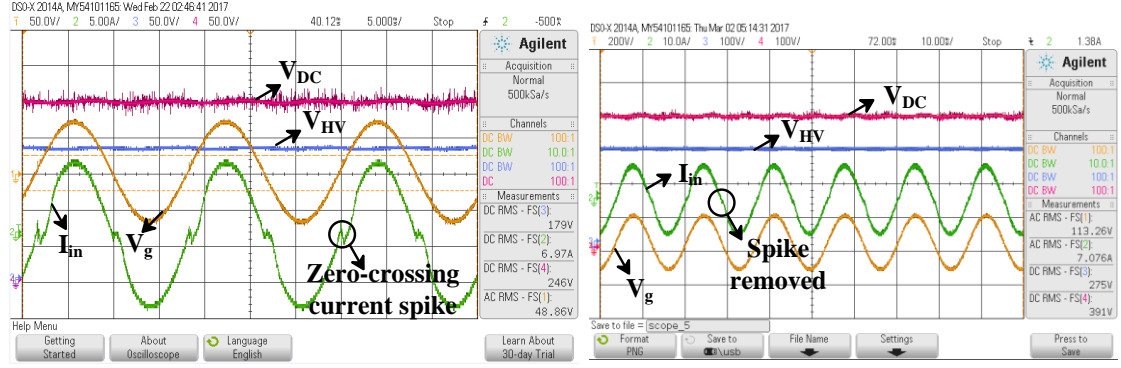 DSO-X 2014A, MY54101165: Wed Feb 22 02:46:41 2017
1 50.0V/ 2 5.00A/ 3 50.0V/ 4 50.0V/ 40.12s 5.000s/ Stop 2 -500
Agilent
Acquisition
Normal
500kSa/s
Channels
DC BW 100:1
DC BW 10.0:1
DC BW 100:1
DC 100:1
Measurements
DC RMS - FS(3):
179V
DC RMS - FS(2):
6.97A
DC RMS - FS(4):
246V
AC RMS - FS(1):
48.86V
VDC
VHV
Iin
Vg
Zero-crossing
current spike
1
2
Help Menu
Getting
Started
About
Oscilloscope
Language
English
Learn About
30-day Trial
DSO-X 2014A, MY54101165: Thu Mar 02 05:14:31 2017
1 200V/ 2 10.0A/ 3 100V/ 4 100V/ 72.00s 10.00s/ Stop 2 1.38A
Agilent
Acquisition
Normal
500kSa/s
Channels
DC BW 100:1
DC BW 10.0:1
DC BW 100:1
DC BW 100:1
Measurements
AC RMS - FS(1):
113.26V
AC RMS - FS(2):
7.076A
DC RMS - FS(3):
275V
DC RMS - FS(4):
391V
VDC
VHV
Iin
Spike
removed
Vg
Save to file = scope_5
Format
PNG
Save to
\usb
File Name
Settings
Press to
Save